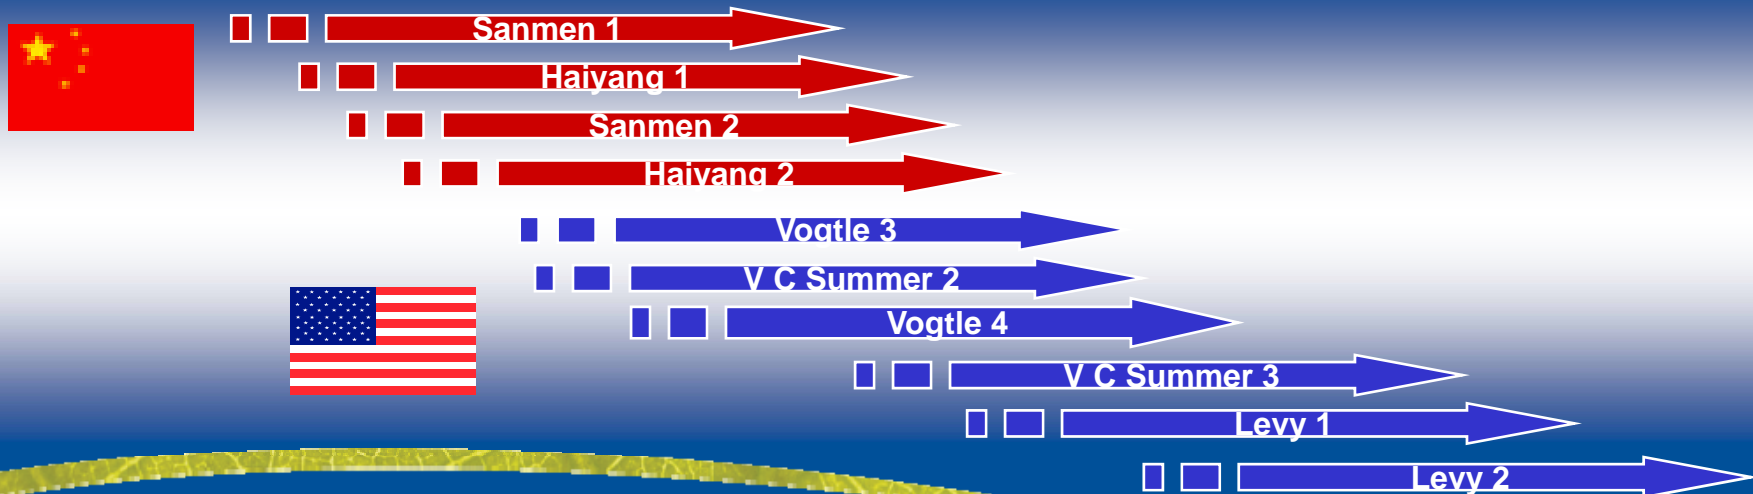 Sanmen 1
Haiyang 1
Sanmen 2
Haiyang 2
Vogtle 3
V C Summer 2
Vogtle 4
V C Summer 3
Levy 1
Levy 2